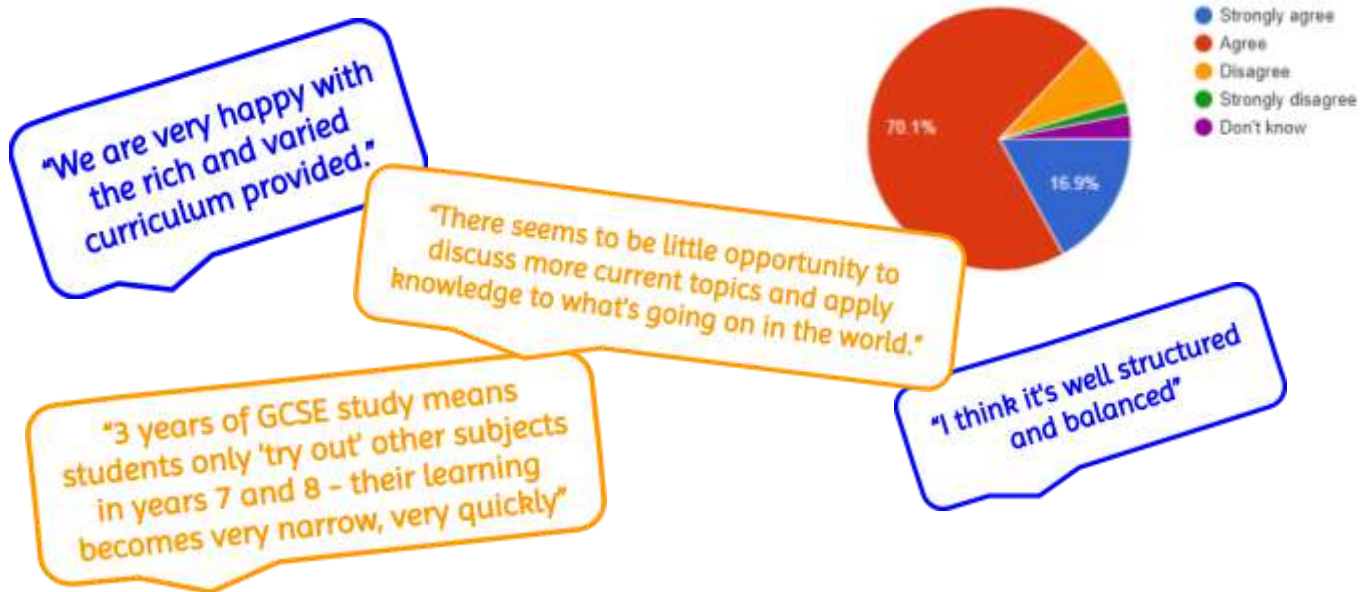 "We are very happy with
the rich and varied
curriculum provided."
"There seems to be little opportunity to
discuss more current topics and apply
knowledge to what's going on in the world."
70.1%
16.9%
Strongly agree
Agree
Disagree
Strongly disagree
Don't know
"3 years of GCSE study means
students only 'try out' other subjects
in years 7 and 8 - their learning
becomes very narrow, very quickly"
"I think it's well structured
and balanced"